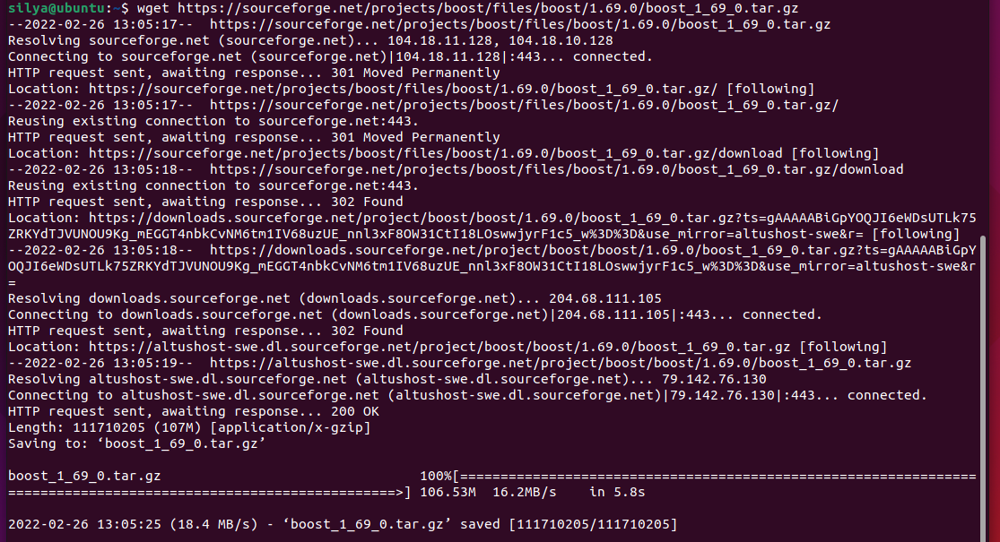 silya@ubuntu:~$ wget https://sourceforge.net/projects/boost/files/boost/1.69.0/boost_1_69_0.tar.gz
--2022-02-26 13:05:17--  https://sourceforge.net/projects/boost/files/boost/1.69.0/boost_1_69_0.tar.gz
Resolving sourceforge.net (sourceforge.net)... 104.18.11.128, 104.18.10.128
Connecting to sourceforge.net (sourceforge.net)|104.18.11.128|:443... connected.
HTTP request sent, awaiting response... 301 Moved Permanently
Location: https://sourceforge.net/projects/boost/files/boost/1.69.0/boost_1_69_0.tar.gz/ [following]
--2022-02-26 13:05:17--  https://sourceforge.net/projects/boost/files/boost/1.69.0/boost_1_69_0.tar.gz/
Reusing existing connection to sourceforge.net:443.
HTTP request sent, awaiting response... 301 Moved Permanently
Location: https://sourceforge.net/projects/boost/files/boost/1.69.0/boost_1_69_0.tar.gz/download [following]
--2022-02-26 13:05:18--  https://sourceforge.net/projects/boost/files/boost/1.69.0/boost_1_69_0.tar.gz/download
Reusing existing connection to sourceforge.net:443.
HTTP request sent, awaiting response... 302 Found
Location: https://downloads.sourceforge.net/project/boost/boost/1.69.0/boost_1_69_0.tar.gz?ts=gAAAAABiGpYOQJI6eWDsUTLk75
ZRKYdTJVUNOU9Kg_mEGGT4nbkCvNM6tm1IV68uzUE_nnl3xF8OW31CtI18LOswwjyrF1c5_w%3D%3D&use_mirror=altushost-swe&r= [following]
--2022-02-26 13:05:18--  https://downloads.sourceforge.net/project/boost/boost/1.69.0/boost_1_69_0.tar.gz?ts=gAAAAABiGpY
OQJI6eWDsUTLk75ZRKYdTJVUNOU9Kg_mEGGT4nbkCvNM6tm1IV68uzUE_nnl3xF8OW31CtI18LOswwjyrF1c5_w%3D%3D&use_mirror=altushost-swe&r
=
Resolving downloads.sourceforge.net (downloads.sourceforge.net)... 204.68.111.105
Connecting to downloads.sourceforge.net (downloads.sourceforge.net)|204.68.111.105|:443... connected.
HTTP request sent, awaiting response... 302 Found
Location: https://altushost-swe.dl.sourceforge.net/project/boost/boost/1.69.0/boost_1_69_0.tar.gz [following]
--2022-02-26 13:05:19--  https://altushost-swe.dl.sourceforge.net/project/boost/boost/1.69.0/boost_1_69_0.tar.gz
Resolving altushost-swe.dl.sourceforge.net (altushost-swe.dl.sourceforge.net)... 79.142.76.130
Connecting to altushost-swe.dl.sourceforge.net (altushost-swe.dl.sourceforge.net)|79.142.76.130|:443... connected.
HTTP request sent, awaiting response... 200 OK
Length: 111710205 (107M) [application/x-gzip]
Saving to: ‘boost_1_69_0.tar.gz’
boost_1_69_0.tar.gz                                100%[================================================================
================================================>] 106.53M  16.2MB/s    in 5.8s
2022-02-26 13:05:25 (18.4 MB/s) - ‘boost_1_69_0.tar.gz’ saved [111710205/111710205]